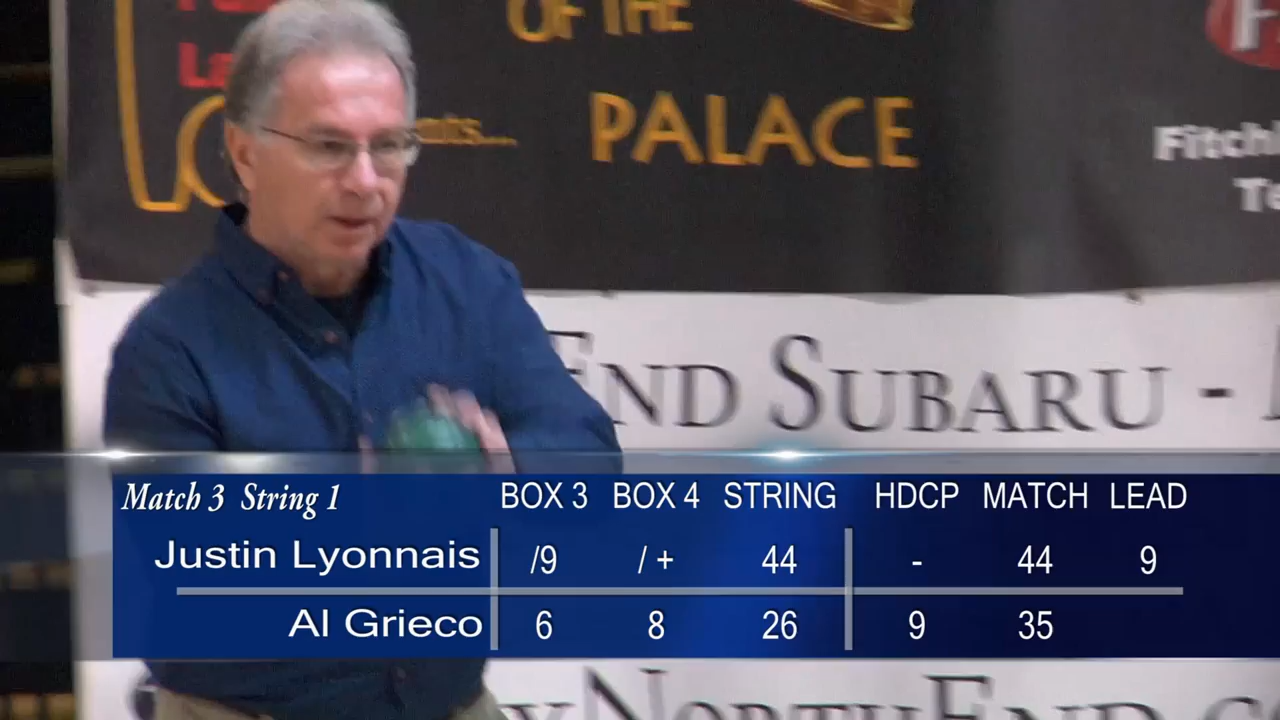 OF THE
PALACE
END SUBARU -
Match 3 String 1 BOX 3 BOX 4 STRING HDCP MATCH LEAD
Justin Lyonnais /9 / + 44 - 44 9
Al Grieco 6 8 26 9 35